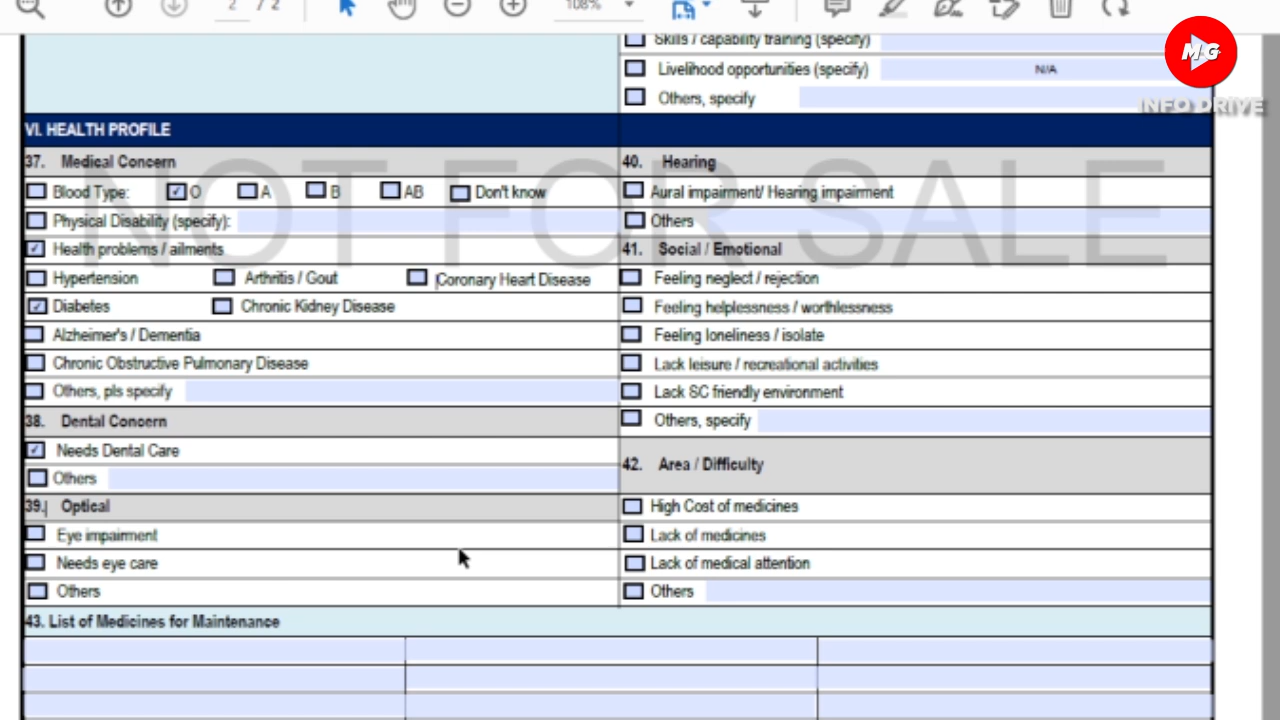 2 / 2
108%
Skills / capability training (specify)
Livelihood opportunities (specify) N/A
Others, specify
MG
INFO DRIVE
VI. HEALTH PROFILE
NOT FOR SALE
37. Medical Concern
Blood Type: O A B AB Don't know
Physical Disability (specify):
Health problems / ailments
Hypertension Arthritis / Gout Coronary Heart Disease
Diabetes Chronic Kidney Disease
Alzheimer's / Dementia
Chronic Obstructive Pulmonary Disease
Others, pls specify
38. Dental Concern
Needs Dental Care
Others
39. Optical
Eye impairment
Needs eye care
Others
40. Hearing
Aural impairment/ Hearing impairment
Others
41. Social / Emotional
Feeling neglect / rejection
Feeling helplessness / worthlessness
Feeling loneliness / isolate
Lack leisure / recreational activities
Lack SC friendly environment
Others, specify
42. Area / Difficulty
High Cost of medicines
Lack of medicines
Lack of medical attention
Others
43. List of Medicines for Maintenance